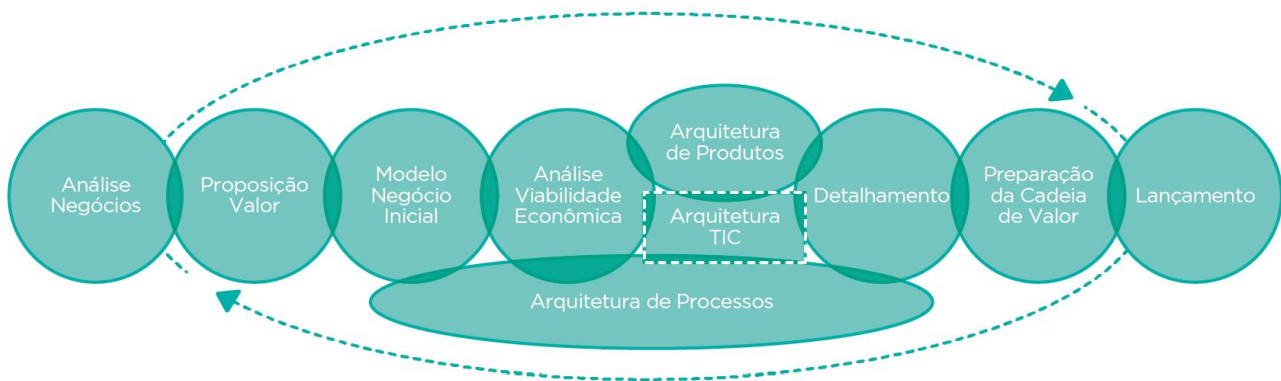 Análise
Negócios
Proposição
Valor
Modelo
Negócio
Inicial
Análise
Viabilidade
Econômica
Arquitetura
de Produtos
Arquitetura
TIC
Arquitetura de Processos
Detalhamento
Preparação
da Cadeia
de Valor
Lançamento